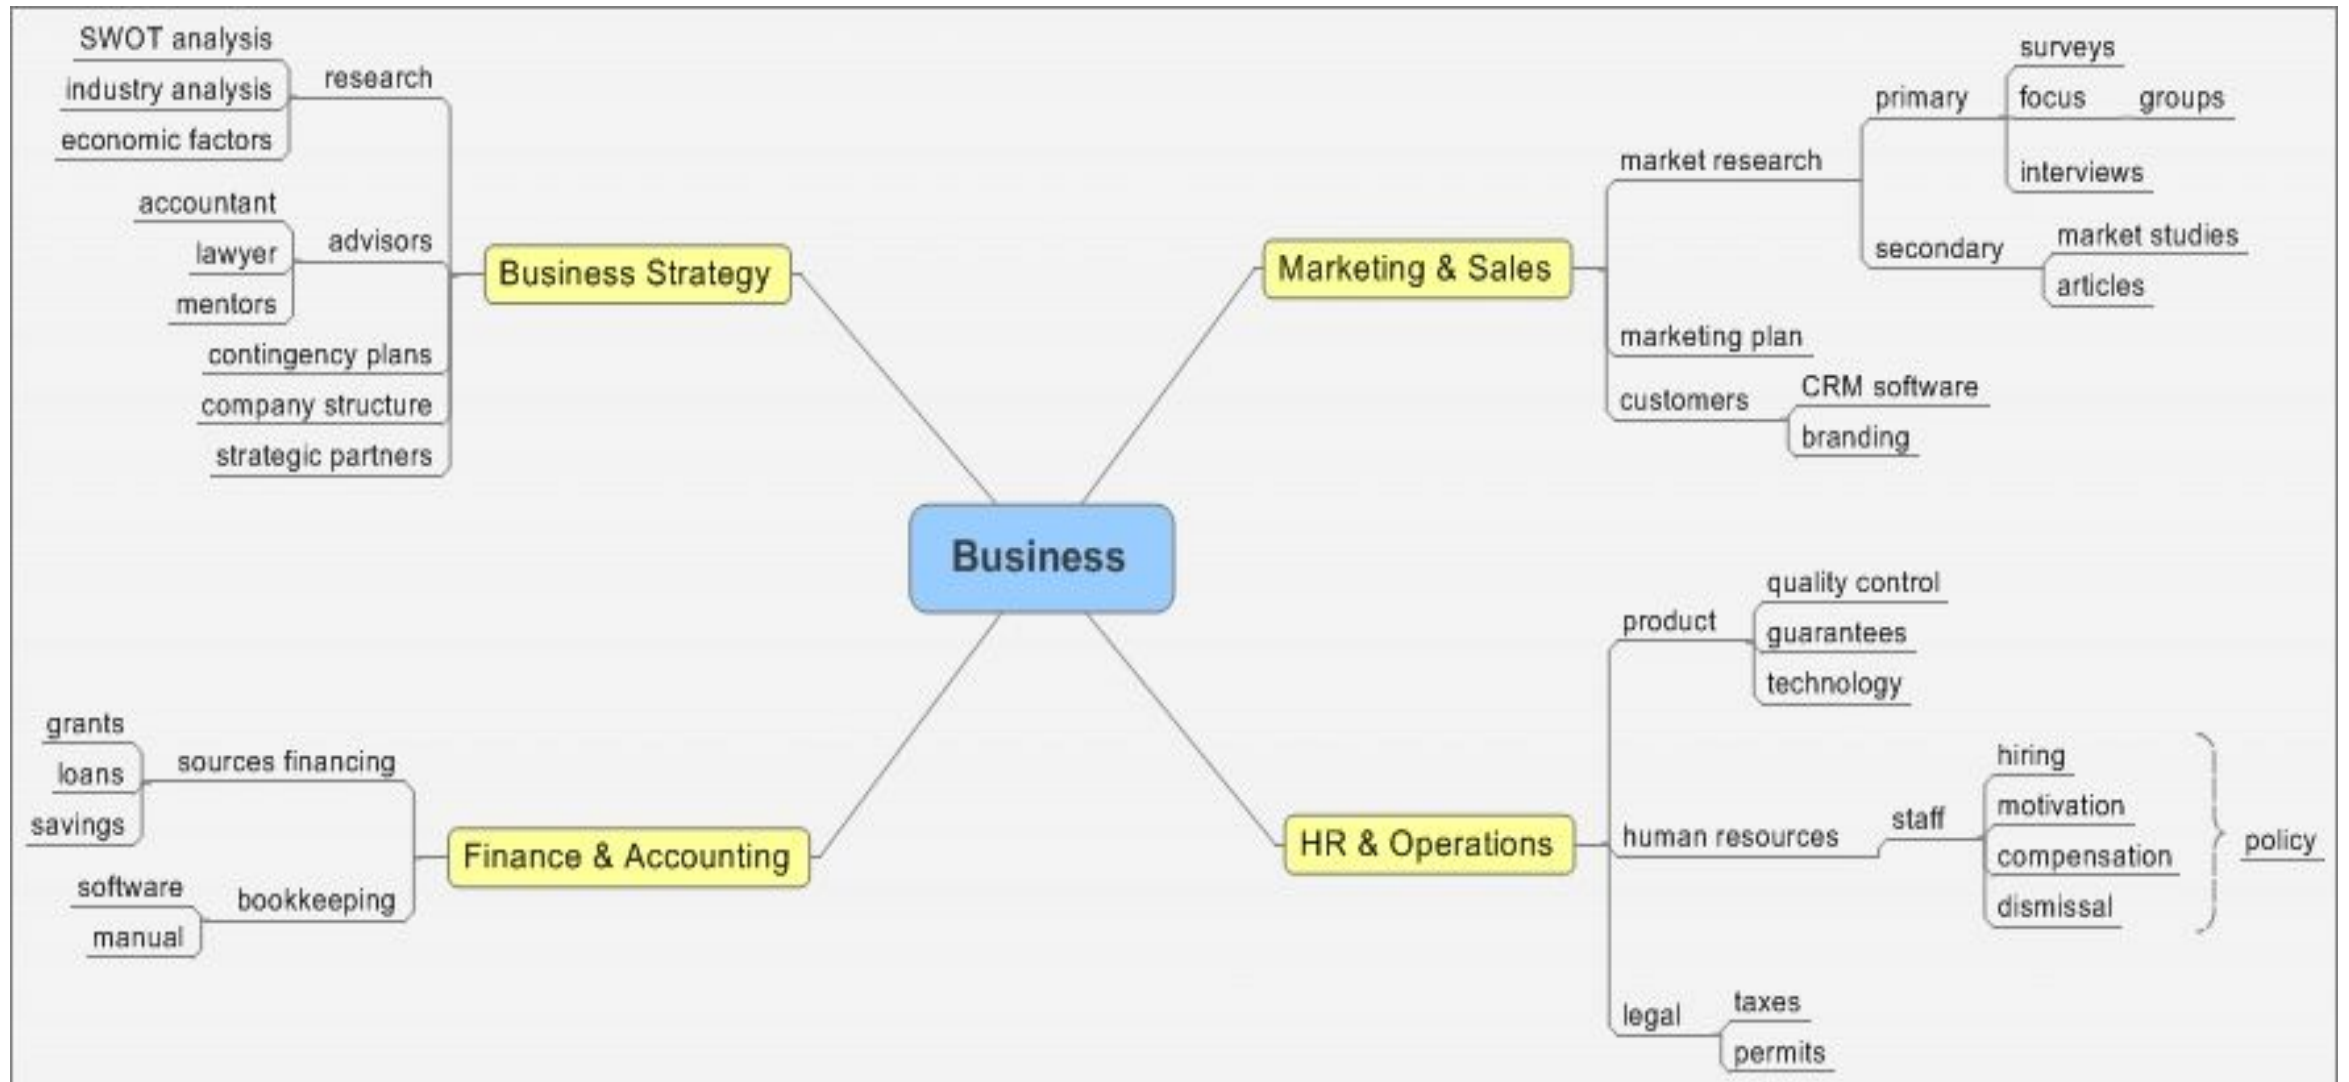 SWOT analysis
industry analysis
economic factors
research
accountant
lawyer
mentors
advisors
contingency plans
company structure
strategic partners
Business Strategy
Marketing & Sales
market research
primary
surveys
focus groups
interviews
secondary
market studies
articles
marketing plan
customers
CRM software
branding
Business
grants
loans
savings
sources financing
software
manual
bookkeeping
Finance & Accounting
HR & Operations
product
quality control
guarantees
technology
human resources
staff
hiring
motivation
compensation
dismissal
policy
legal
taxes
permits